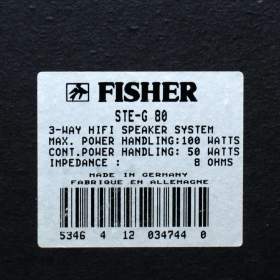 FISHER
STE-G 80
3-WAY HIFI SPEAKER SYSTEM
MAX. POWER HANDLING:100 WATTS
CONT.POWER HANDLING: 50 WATTS
IMPEDANCE : 8 OHMS
MADE IN GERMANY
FABRIQUE EN ALLEMAGNE
5346 4 12 034744 0